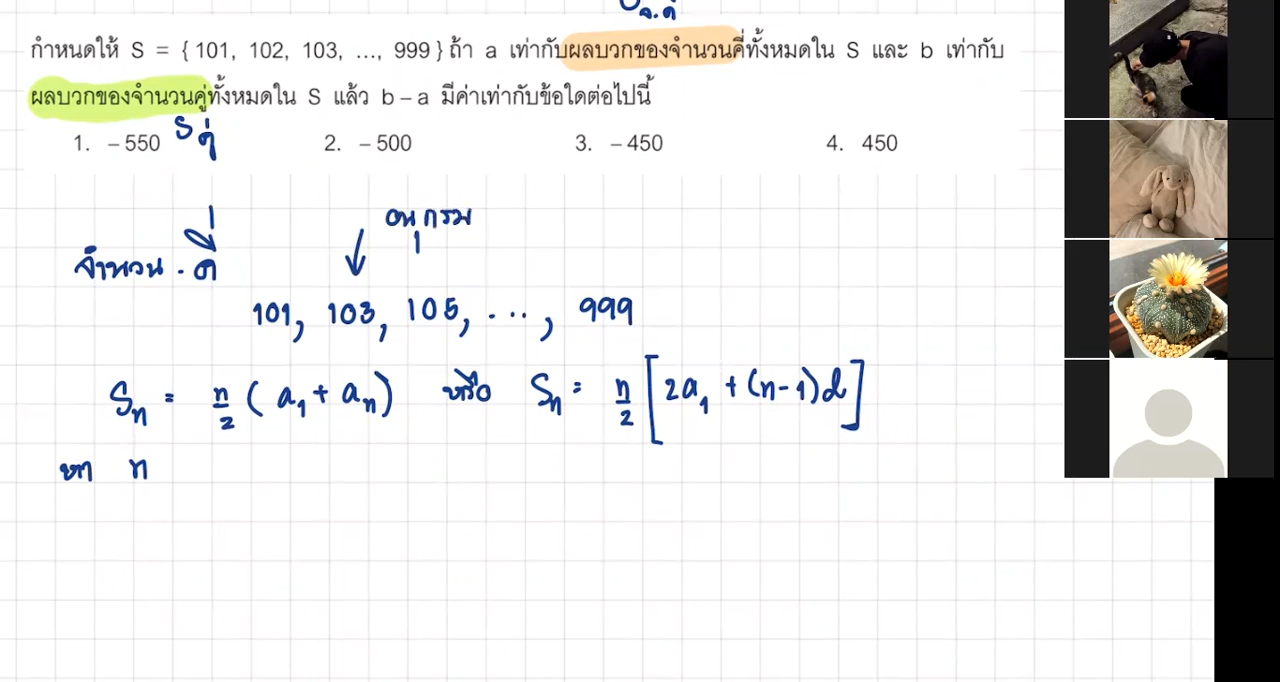 S จ.คี่
กำหนดให้ S = { 101, 102, 103, ..., 999 } ถ้า a เท่ากับผลบวกของจำนวนคี่ทั้งหมดใน S และ b เท่ากับ
ผลบวกของจำนวนคู่ทั้งหมดใน S แล้ว b – a มีค่าเท่ากับข้อใดต่อไปนี้
S คู่
1. – 550 2. – 500 3. – 450 4. 450
อนุกรม
จำนวน คี่
101, 103, 105, ..., 999
Sn = n/2 ( a1 + an ) หรือ Sn = n/2 [ 2a1 + (n-1)d ]
หา n